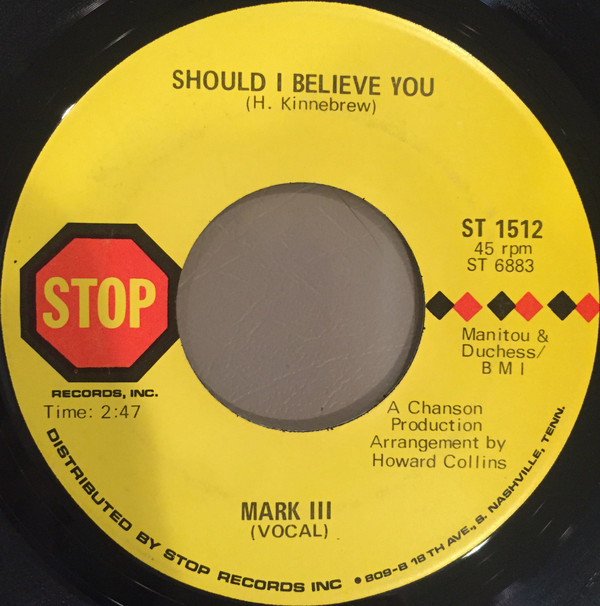 SHOULD I BELIEVE YOU
(H. Kinnebrew)
STOP
RECORDS, INC.
Time: 2:47
ST 1512
45 rpm
ST 6883
Manitou &
Duchess/
B M I
A Chanson
Production
Arrangement by
Howard Collins
MARK III
(VOCAL)
DISTRIBUTED BY STOP RECORDS INC • 809-B 18 TH AVE., S. NASHVILLE, TENN.